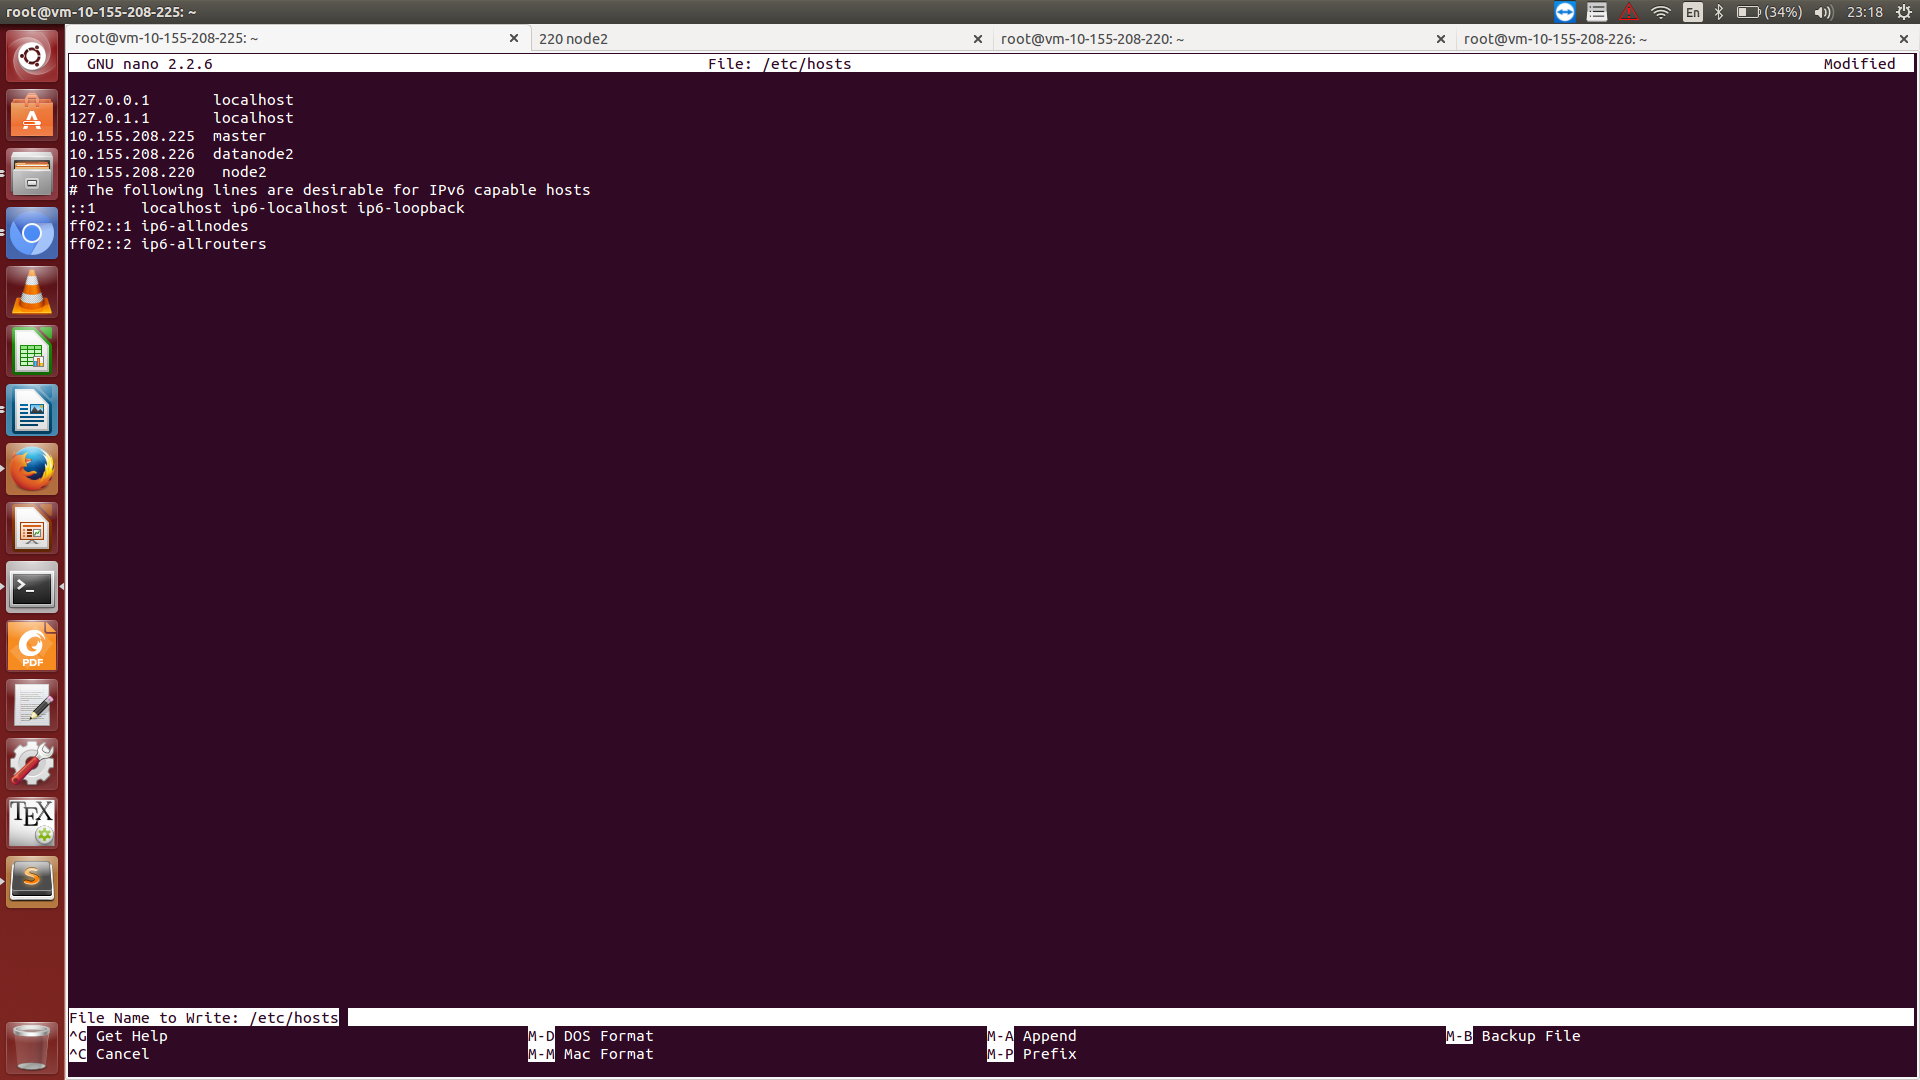 root@vm-10-155-208-225: ~
En (34%) 23:18
root@vm-10-155-208-225: ~ 220 node2 root@vm-10-155-208-220: ~ root@vm-10-155-208-226: ~
GNU nano 2.2.6 File: /etc/hosts Modified
127.0.0.1 localhost
127.0.1.1 localhost
10.155.208.225 master
10.155.208.226 datanode2
10.155.208.220 node2
# The following lines are desirable for IPv6 capable hosts
::1 localhost ip6-localhost ip6-loopback
ff02::1 ip6-allnodes
ff02::2 ip6-allrouters
PDF
TEX
S
File Name to Write: /etc/hosts
^G Get Help M-D DOS Format M-A Append M-B Backup File
^C Cancel M-M Mac Format M-P Prefix